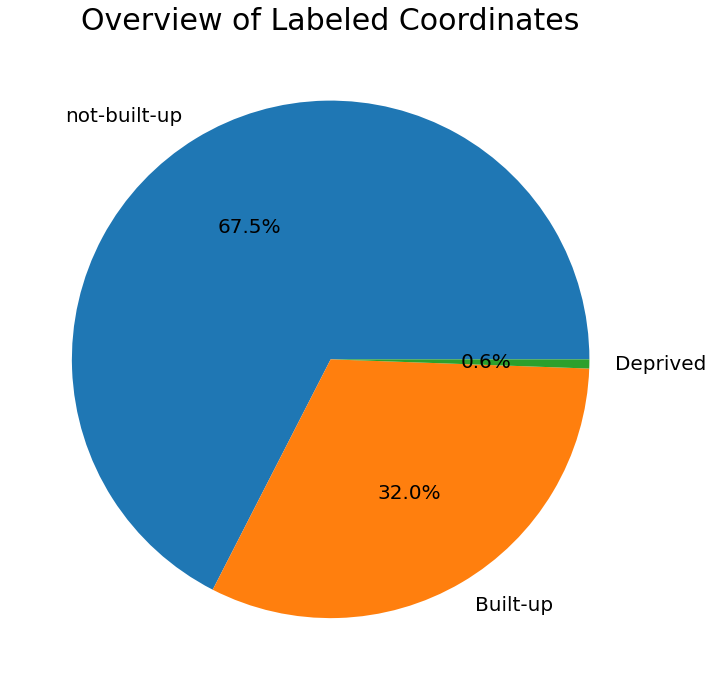 Overview of Labeled Coordinates
not-built-up
67.5%
0.6%
Deprived
32.0%
Built-up